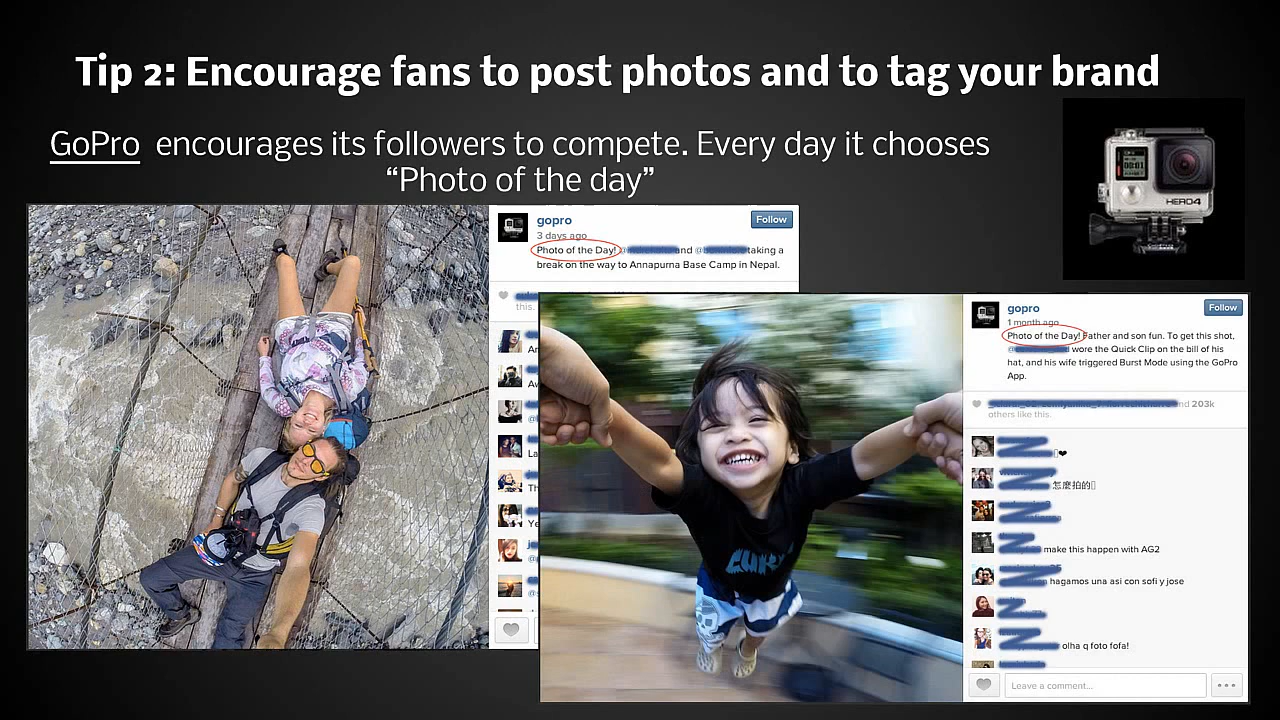 Tip 2: Encourage fans to post photos and to tag your brand
GoPro encourages its followers to compete. Every day it chooses
“Photo of the day”
HERO4
gopro
Follow
3 days ago
Photo of the Day! and taking a
break on the way to Annapurna Base Camp in Nepal.
this.
gopro
Follow
1 month ago
Photo of the Day! Father and son fun. To get this shot,
wore the Quick Clip on the bill of his
hat, and his wife triggered Burst Mode using the GoPro
App.
and 203k
others like this.
❤
怎麼拍的
make this happen with AG2
hagamos una asi con sofi y jose
olha q foto fofa!
Leave a comment...